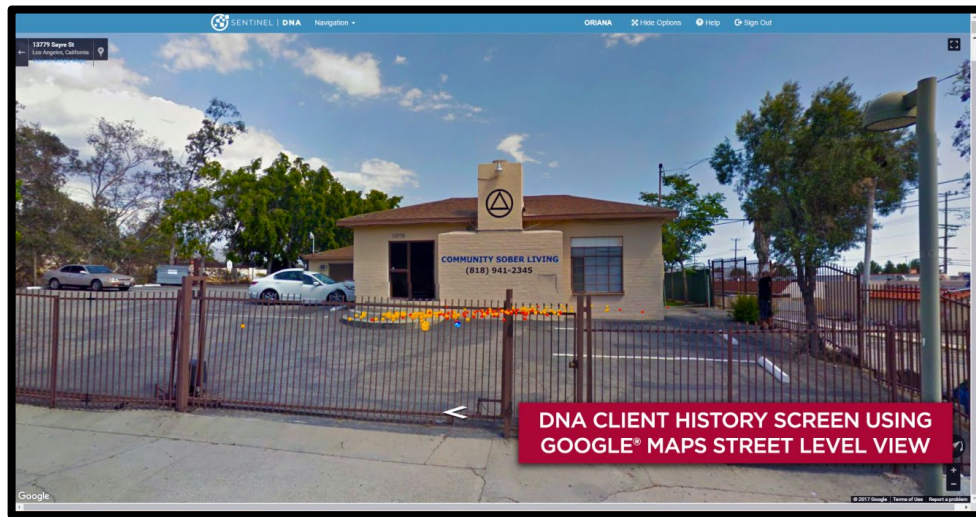 SENTINEL | DNA Navigation
ORIANA Hide Options Help Sign Out
13779 Sayre St
Los Angeles, California
COMMUNITY SOBER LIVING
(818) 941-2345
DNA CLIENT HISTORY SCREEN USING
GOOGLE® MAPS STREET LEVEL VIEW
Google
© 2017 Google Terms of Use Report a problem